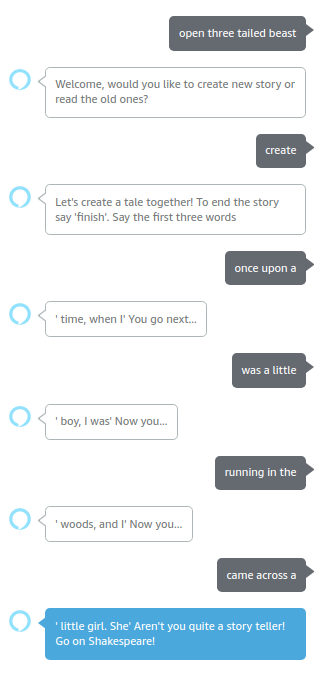 open three tailed beast
Welcome, would you like to create new story or
read the old ones?
create
Let's create a tale together! To end the story
say 'finish'. Say the first three words
once upon a
' time, when I' You go next...
was a little
' boy, I was' Now you...
running in the
' woods, and I' Now you...
came across a
' little girl. She' Aren't you quite a story teller!
Go on Shakespeare!